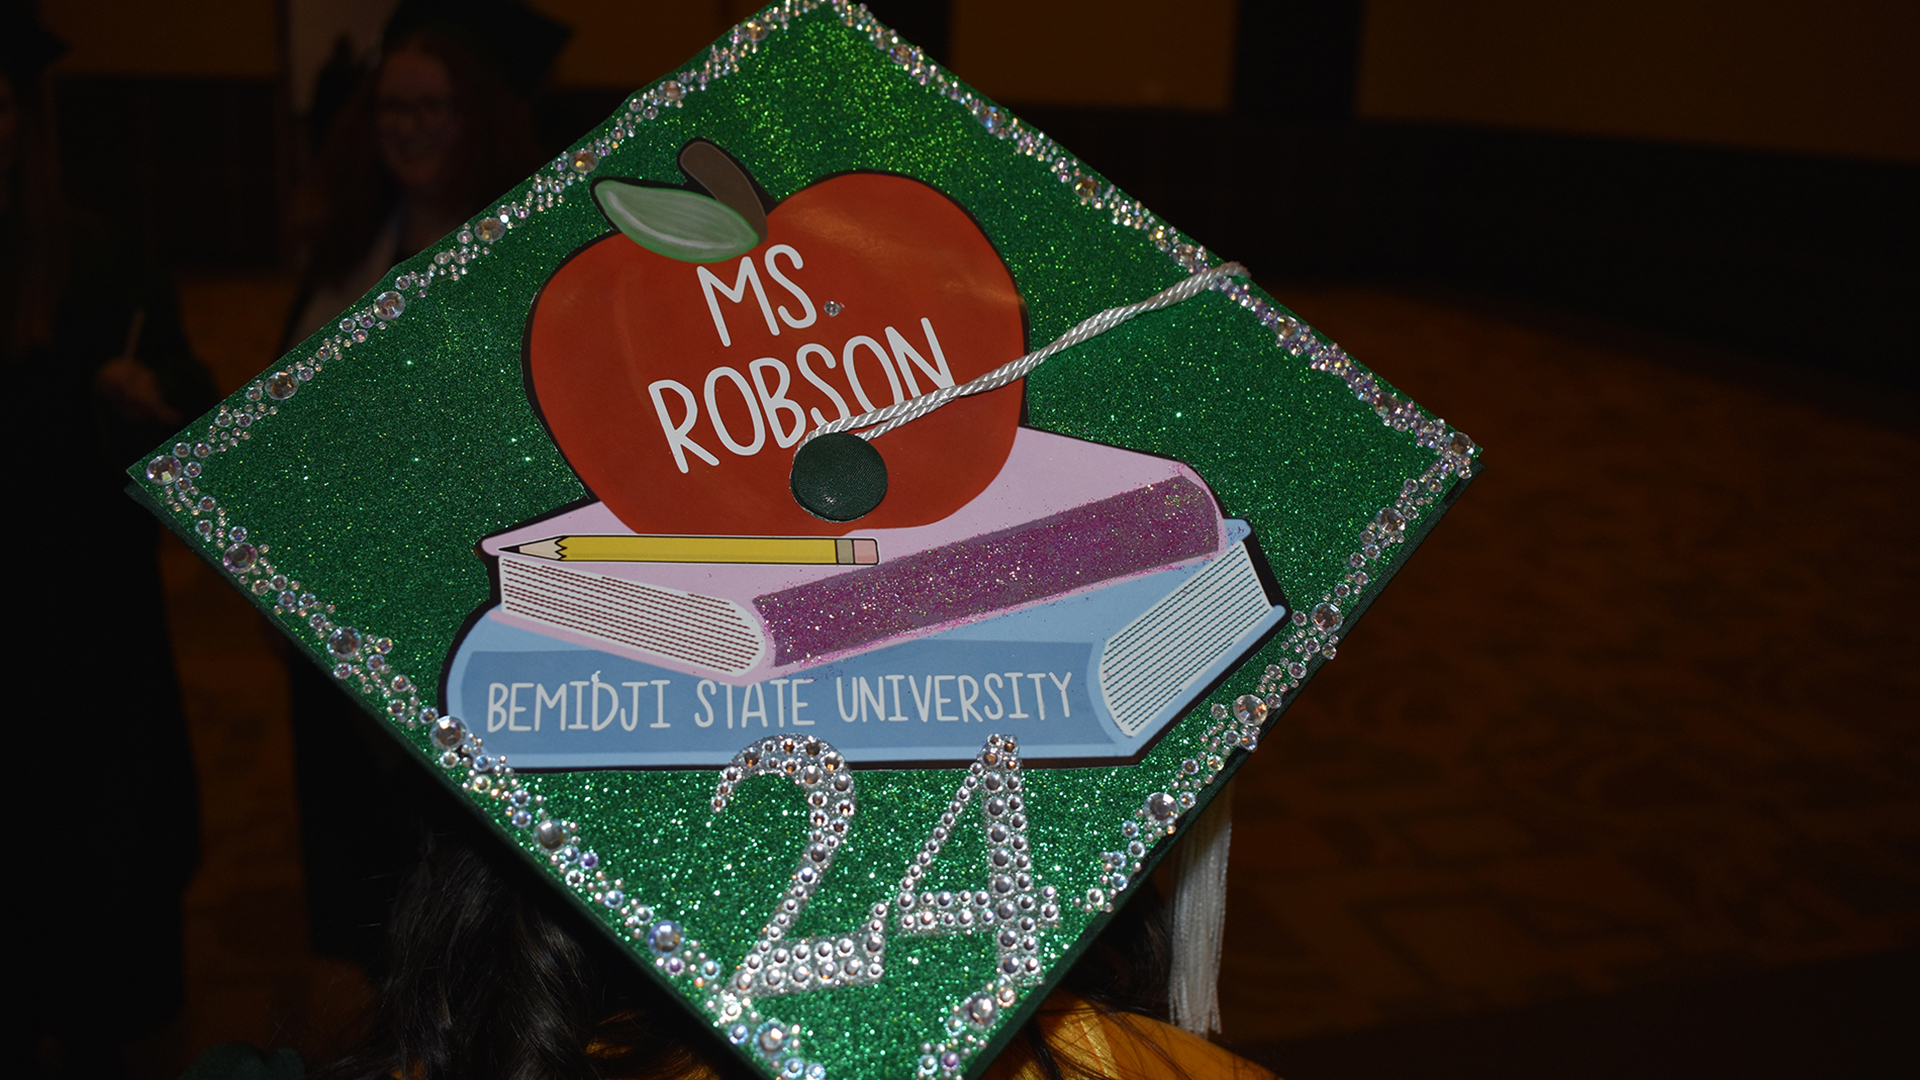 MS.
ROBSON
BEMIDJI STATE UNIVERSITY
24